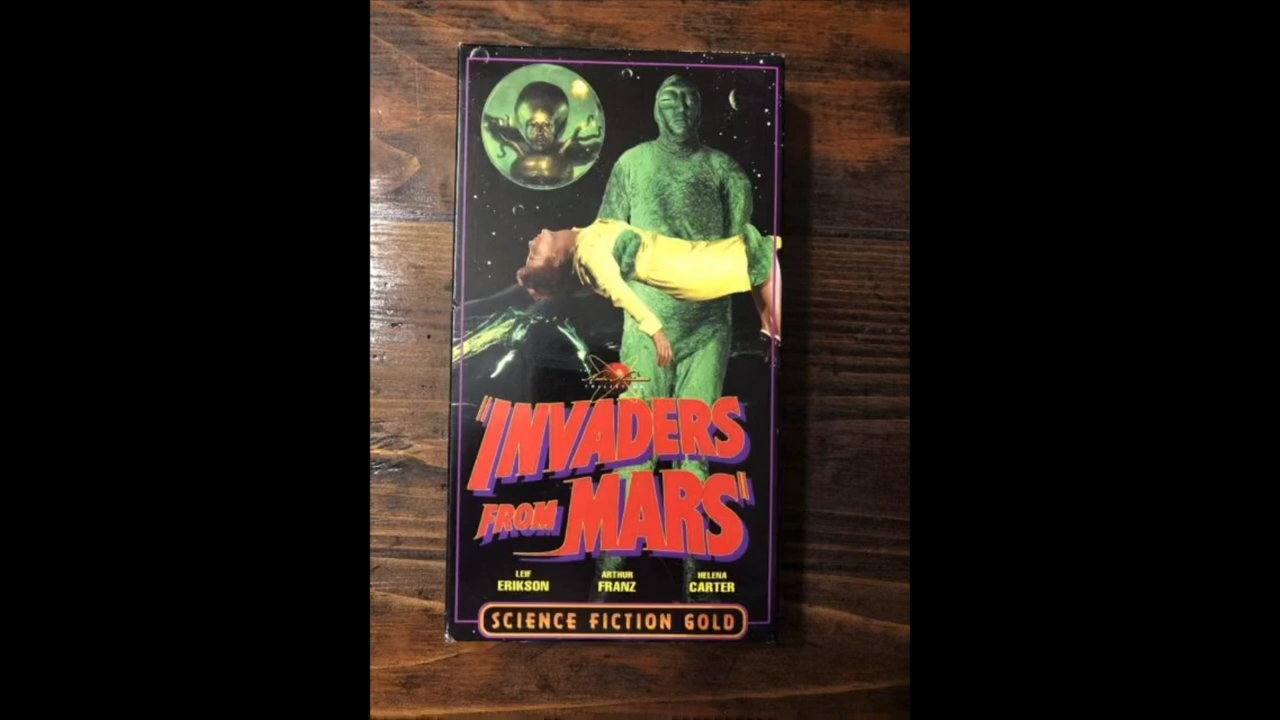 "INVADERS
FROM MARS"
LEIF
ERIKSON
ARTHUR
FRANZ
HELENA
CARTER
SCIENCE FICTION GOLD